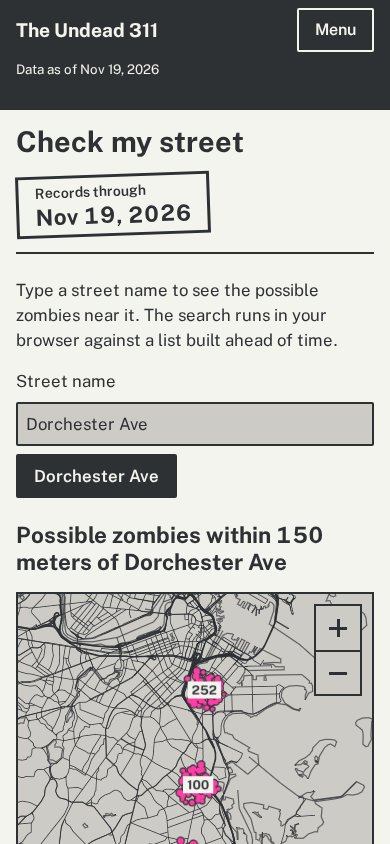 The Undead 311
Menu
Data as of Nov 19, 2026
Check my street
Records through
Nov 19, 2026
Type a street name to see the possible
zombies near it. The search runs in your
browser against a list built ahead of time.
Street name
Dorchester Ave
Dorchester Ave
Possible zombies within 150
meters of Dorchester Ave
+
−
252
100